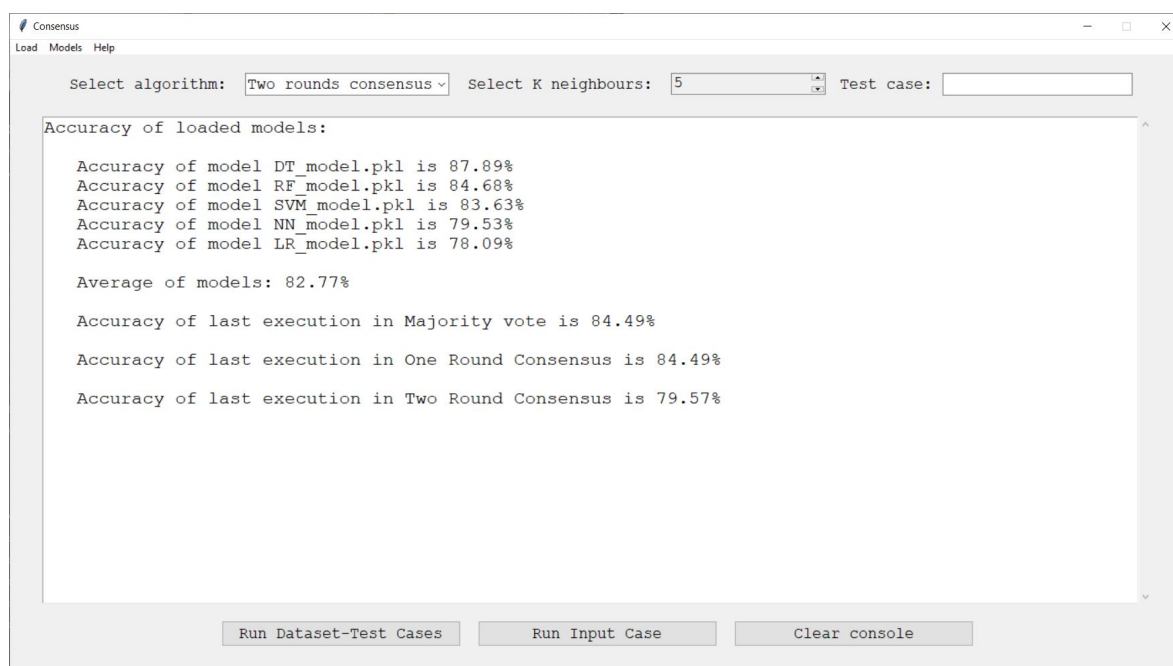 Consensus
Load Models Help
Select algorithm: Two rounds consensus Select K neighbours: 5 Test case:
Accuracy of loaded models:
Accuracy of model DT_model.pkl is 87.89%
Accuracy of model RF_model.pkl is 84.68%
Accuracy of model SVM_model.pkl is 83.63%
Accuracy of model NN_model.pkl is 79.53%
Accuracy of model LR_model.pkl is 78.09%
Average of models: 82.77%
Accuracy of last execution in Majority vote is 84.49%
Accuracy of last execution in One Round Consensus is 84.49%
Accuracy of last execution in Two Round Consensus is 79.57%
Run Dataset-Test Cases Run Input Case Clear console